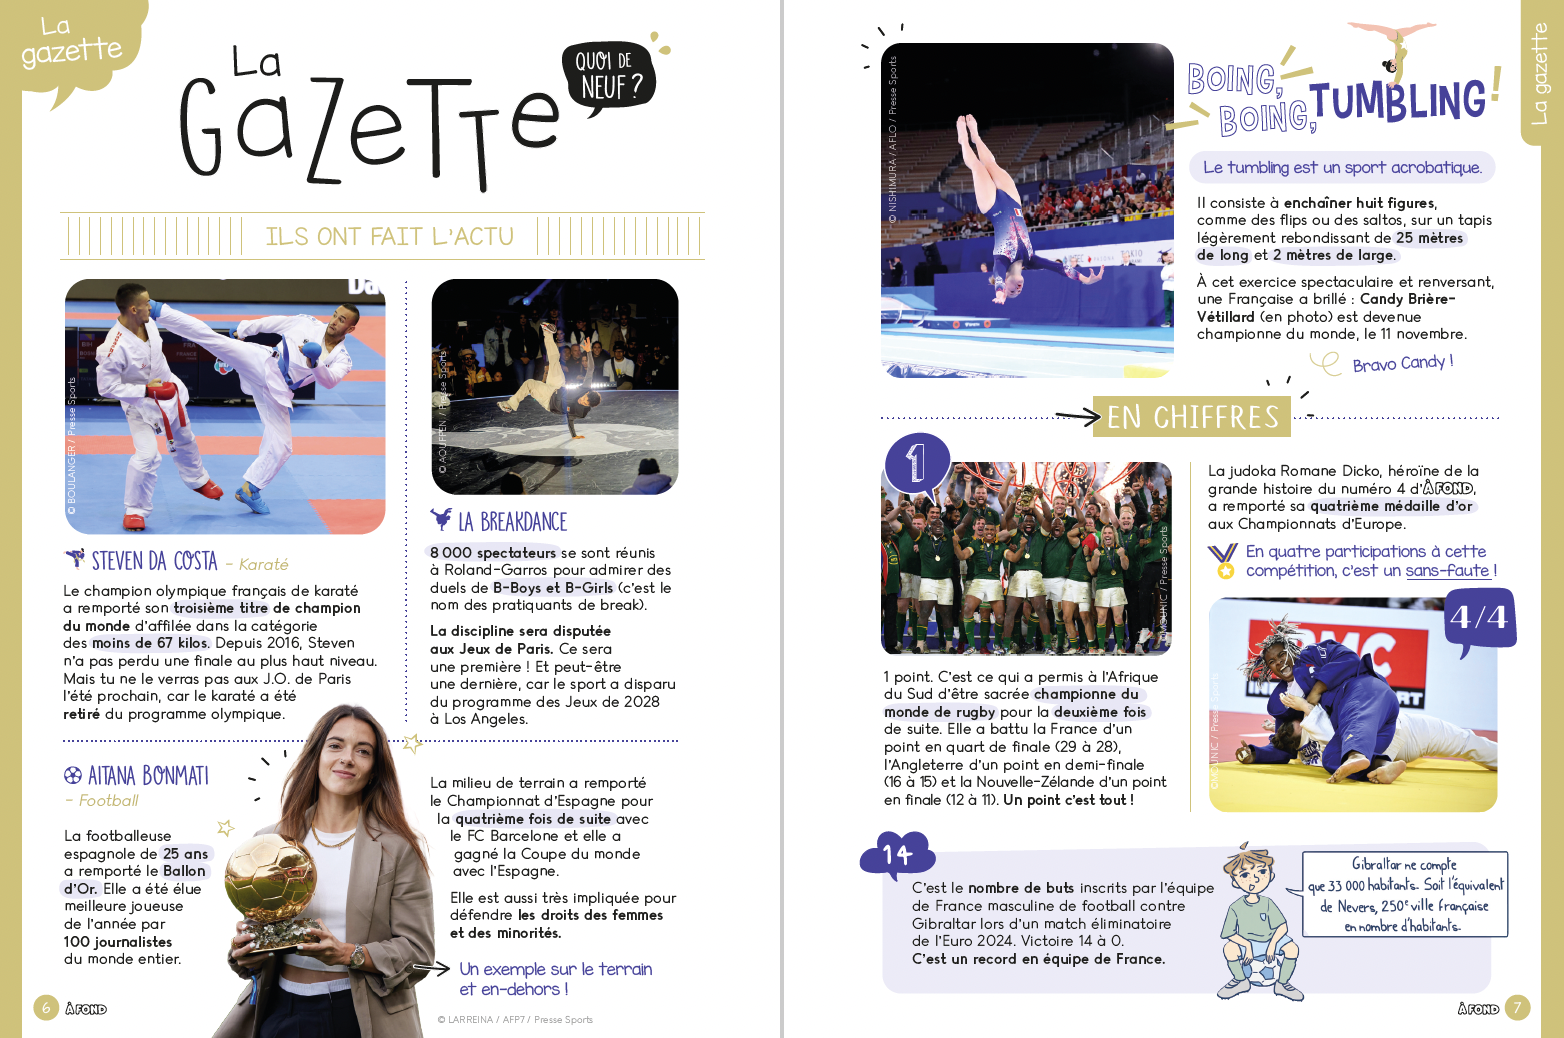 La
gazette
La
GaZeTTe
QUOI DE
NEUF ?
ILS ONT FAIT L'ACTU
© BOULANGER / Presse Sports
STEVEN DA COSTA - Karaté
Le champion olympique français de karaté
a remporté son troisième titre de champion
du monde d'affilée dans la catégorie
des moins de 67 kilos. Depuis 2016, Steven
n'a pas perdu une finale au plus haut niveau.
Mais tu ne le verras pas aux J.O. de Paris
l'été prochain, car le karaté a été
retiré du programme olympique.
LA BREAKDANCE
8 000 spectateurs se sont réunis
à Roland-Garros pour admirer des
duels de B-Boys et B-Girls (c'est le
nom des pratiquants de break).
La discipline sera disputée
aux Jeux de Paris. Ce sera
une première ! Et peut-être
une dernière, car le sport a disparu
du programme des Jeux de 2028
à Los Angeles.
AITANA BONMATI
- Football
La footballeuse
espagnole de 25 ans
a remporté le Ballon
d'Or. Elle a été élue
meilleure joueuse
de l'année par
100 journalistes
du monde entier.
La milieu de terrain a remporté
le Championnat d'Espagne pour
la quatrième fois de suite avec
le FC Barcelone et elle a
gagné la Coupe du monde
avec l'Espagne.
Elle est aussi très impliquée pour
défendre les droits des femmes
et des minorités.
Un exemple sur le terrain
et en-dehors !
© LARREINA / AFP7 / Presse Sports
6 À FOND
La gazette
© NISHIMURA / AFLO / Presse Sports
BOING,
BOING, TUMBLING !
Le tumbling est un sport acrobatique.
Il consiste à enchaîner huit figures,
comme des flips ou des saltos, sur un tapis
légèrement rebondissant de 25 mètres
de long et 2 mètres de large.
À cet exercice spectaculaire et renversant,
une Française a brillé : Candy Brière-
Vétillard (en photo) est devenue
championne du monde, le 11 novembre.
Bravo Candy !
EN CHIFFRES
1
1 point. C'est ce qui a permis à l'Afrique
du Sud d'être sacrée championne du
monde de rugby pour la deuxième fois
de suite. Elle a battu la France d'un
point en quart de finale (29 à 28),
l'Angleterre d'un point en demi-finale
(16 à 15) et la Nouvelle-Zélande d'un point
en finale (12 à 11). Un point c'est tout !
La judoka Romane Dicko, héroïne de la
grande histoire du numéro 4 d'À FOND,
a remporté sa quatrième médaille d'or
aux Championnats d'Europe.
En quatre participations à cette
compétition, c'est un sans-faute !
4/4
14
C'est le nombre de buts inscrits par l'équipe
de France masculine de football contre
Gibraltar lors d'un match éliminatoire
de l'Euro 2024. Victoire 14 à 0.
C'est un record en équipe de France.
Gibraltar ne compte
que 33 000 habitants. Soit l'équivalent
de Nevers, 250e ville française
en nombre d'habitants.
À FOND 7